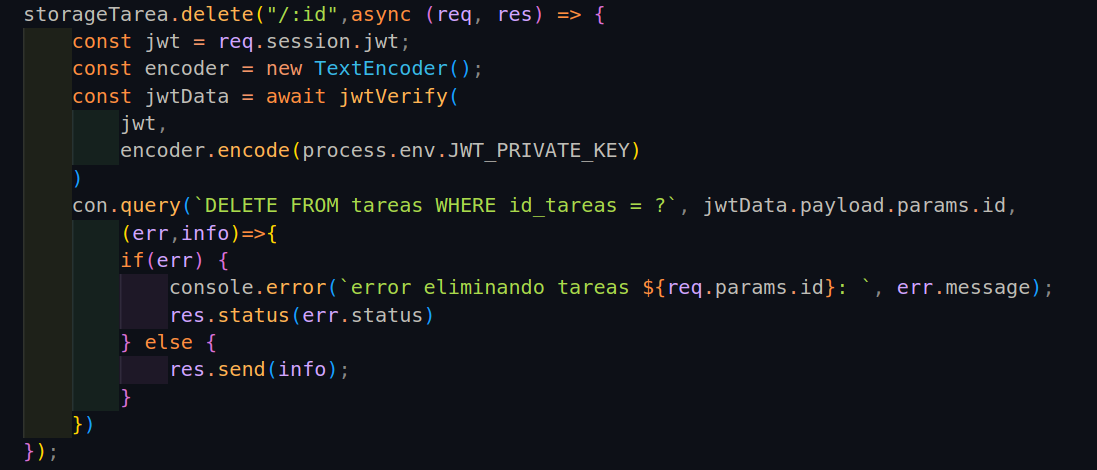 storageTarea.delete("/:id",async (req, res) => {
    const jwt = req.session.jwt;
    const encoder = new TextEncoder();
    const jwtData = await jwtVerify(
        jwt,
        encoder.encode(process.env.JWT_PRIVATE_KEY)
    )
    con.query(`DELETE FROM tareas WHERE id_tareas = ?`, jwtData.payload.params.id,
        (err,info)=>{
        if(err) {
            console.error(`error eliminando tareas ${req.params.id}: `, err.message);
            res.status(err.status)
        } else {
            res.send(info);
        }
    })
});